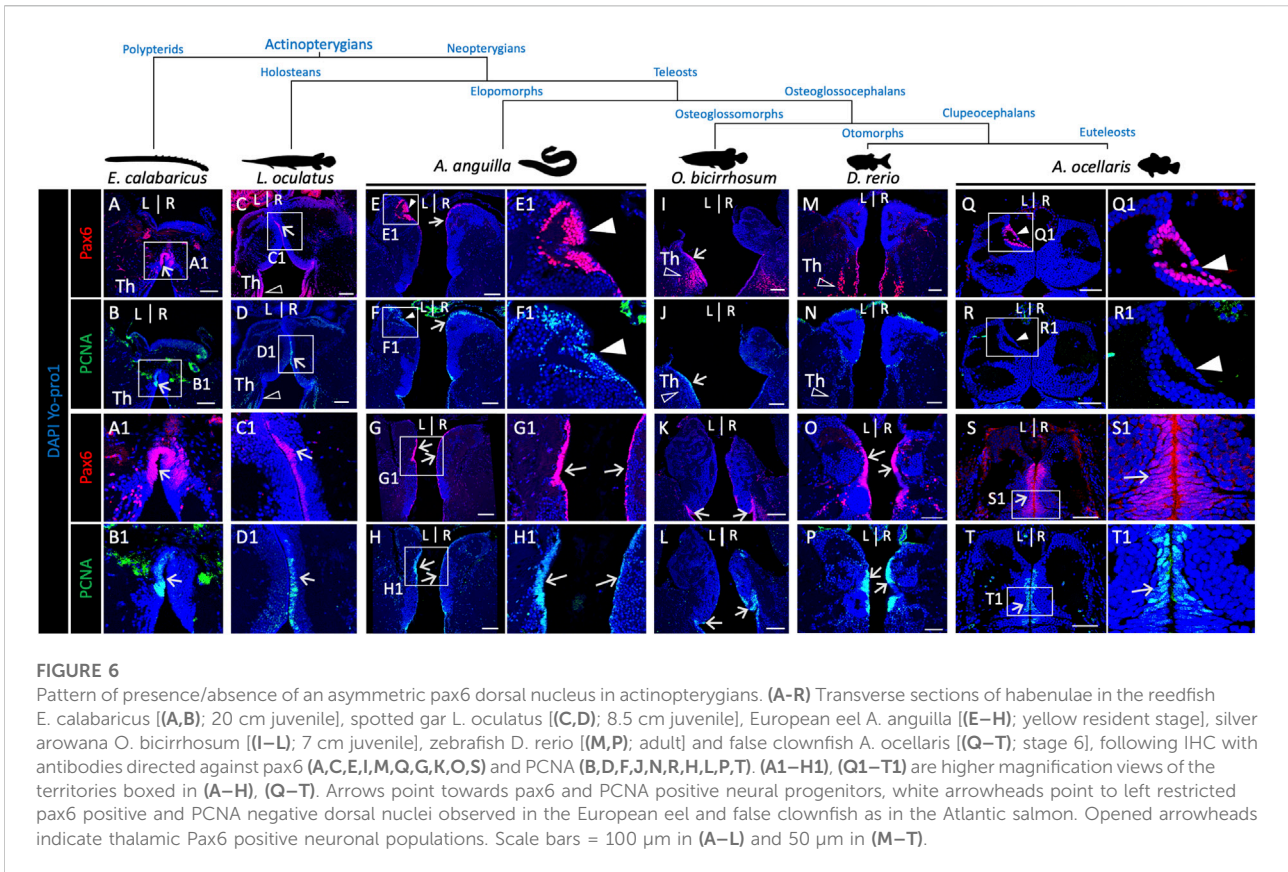 Polypterids Actinopterygians Neopterygians
Holosteans Teleosts
Elopomorphs Osteoglossocephalans
Osteoglossomorphs Clupeocephalans
Otomorphs Euteleosts
E. calabaricus L. oculatus A. anguilla O. bicirrhosum D. rerio A. ocellaris
DAPI Yo-pro1
Pax6
A L R A1 Th
C L R C1 Th
E L R E1
E1
I L R Th
M L R Th
Q L R Q1
Q1
PCNA
B L R B1 Th
D L R D1 Th
F L R F1
F1
J L R Th
N L R Th
R L R R1
R1
Pax6
A1
C1
G L R G1
G1
K L R
O L R
S L R S1
S1
PCNA
B1
D1
H L R H1
H1
L L R
P L R
T L R T1
T1
FIGURE 6
Pattern of presence/absence of an asymmetric pax6 dorsal nucleus in actinopterygians. (A-R) Transverse sections of habenulae in the reedfish
E. calabaricus [(A,B); 20 cm juvenile], spotted gar L. oculatus [(C,D); 8.5 cm juvenile], European eel A. anguilla [(E–H); yellow resident stage], silver
arowana O. bicirrhosum [(I–L); 7 cm juvenile], zebrafish D. rerio [(M,P); adult] and false clownfish A. ocellaris [(Q–T); stage 6], following IHC with
antibodies directed against pax6 (A,C,E,I,M,Q,G,K,O,S) and PCNA (B,D,F,J,N,R,H,L,P,T). (A1–H1), (Q1–T1) are higher magnification views of the
territories boxed in (A–H), (Q–T). Arrows point towards pax6 and PCNA positive neural progenitors, white arrowheads point to left restricted
pax6 positive and PCNA negative dorsal nuclei observed in the European eel and false clownfish as in the Atlantic salmon. Opened arrowheads
indicate thalamic Pax6 positive neuronal populations. Scale bars = 100 µm in (A–L) and 50 µm in (M–T).